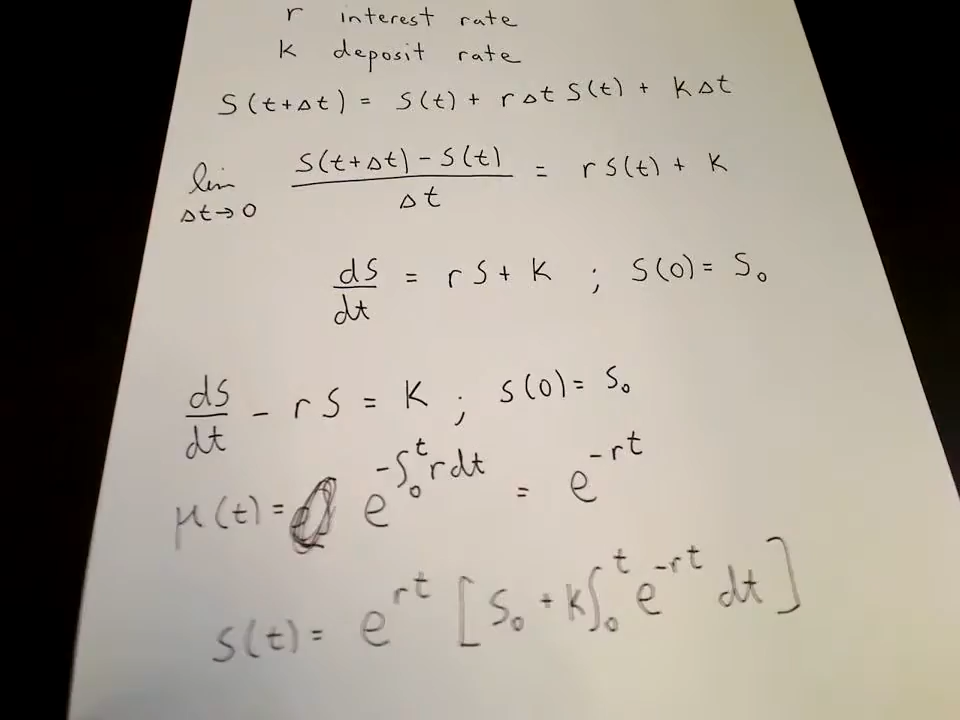 r interest rate
k deposit rate
S(t+Δt) = S(t) + rΔt S(t) + kΔt
lim Δt→0 (S(t+Δt) - S(t))/Δt = rS(t) + k
dS/dt = rS + k ; S(0) = S₀
dS/dt - rS = k ; S(0) = S₀
μ(t) = e^(-∫₀ᵗ r dt) = e^(-rt)
S(t) = e^(rt) [S₀ + k∫₀ᵗ e^(-rt) dt]